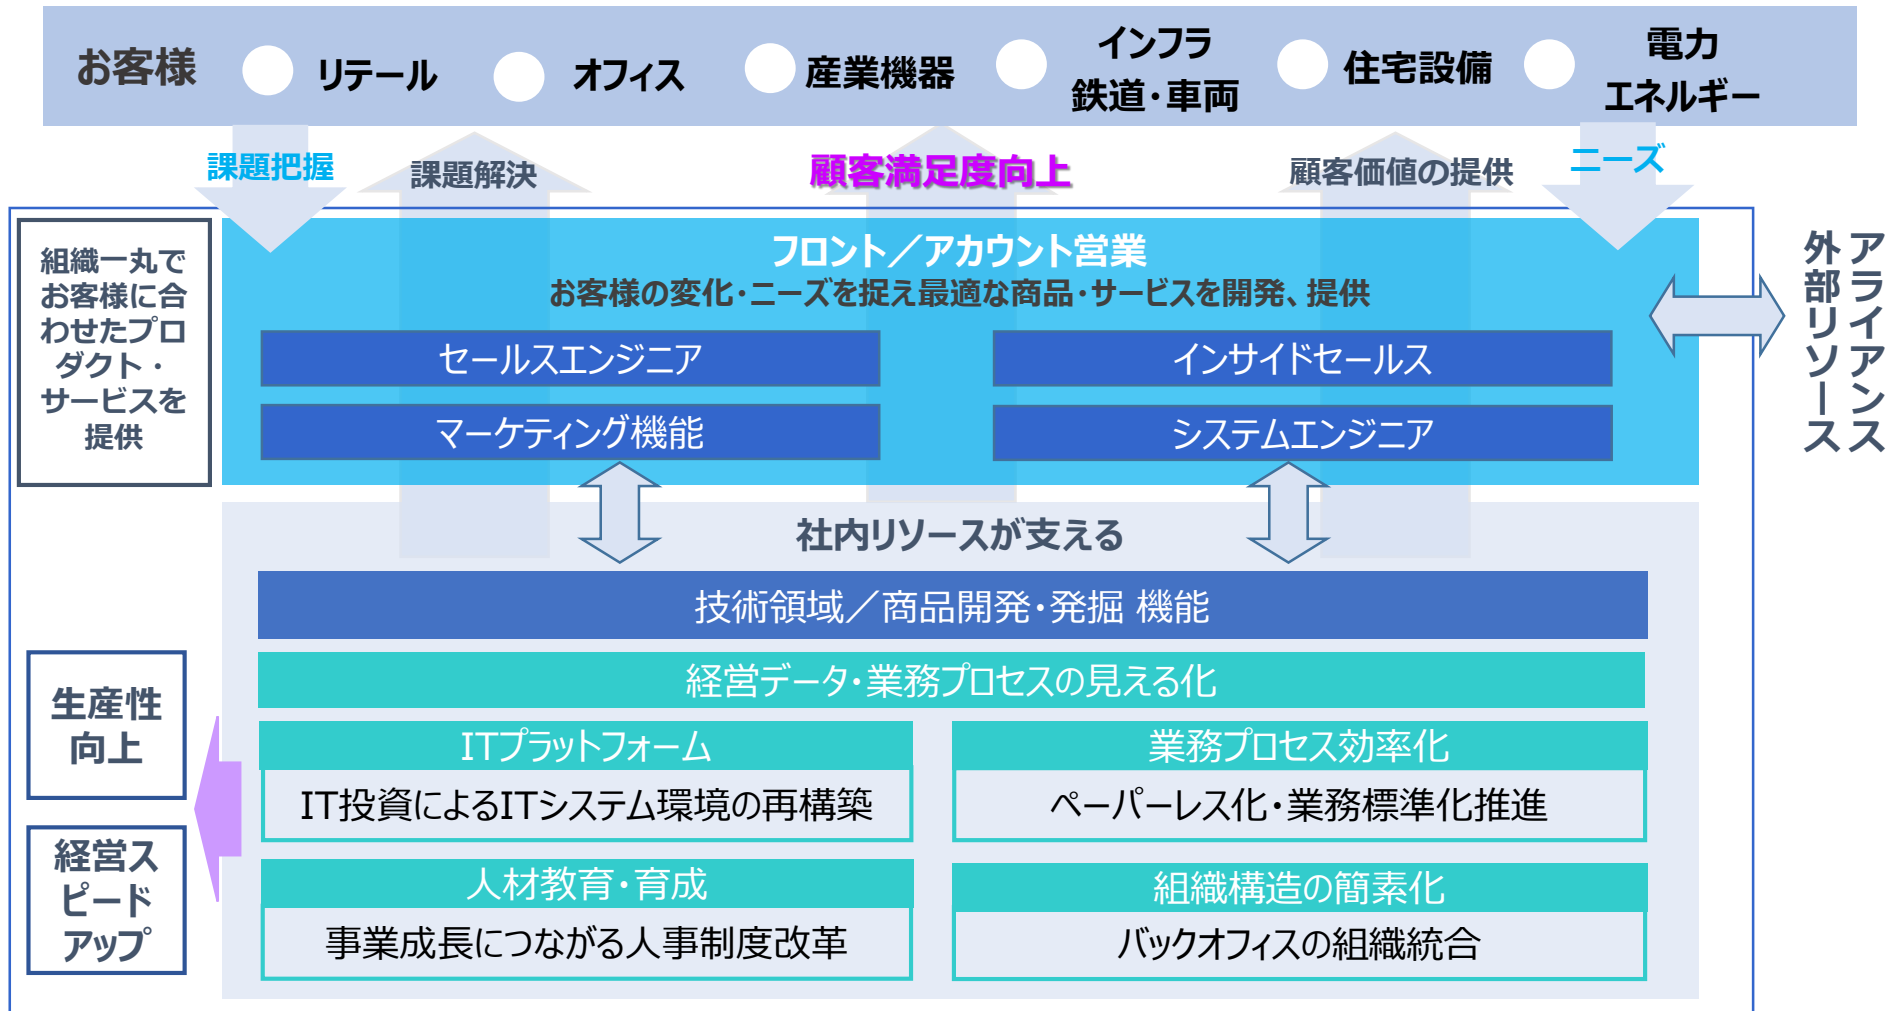 お客様
リテール
オフィス
産業機器
インフラ
鉄道・車両
住宅設備
電力
エネルギー
課題把握
課題解決
顧客満足度向上
顧客価値の提供
ニーズ
組織一丸で
お客様に合
わせたプロ
ダクト・
サービスを
提供
フロント／アカウント営業
お客様の変化・ニーズを捉え最適な商品・サービスを開発、提供
セールスエンジニア
インサイドセールス
マーケティング機能
システムエンジニア
アライアンス
外部リソース
社内リソースが支える
技術領域／商品開発・発掘 機能
経営データ・業務プロセスの見える化
ITプラットフォーム
IT投資によるITシステム環境の再構築
業務プロセス効率化
ペーパーレス化・業務標準化推進
人材教育・育成
事業成長につながる人事制度改革
組織構造の簡素化
バックオフィスの組織統合
生産性
向上
経営ス
ピード
アップ